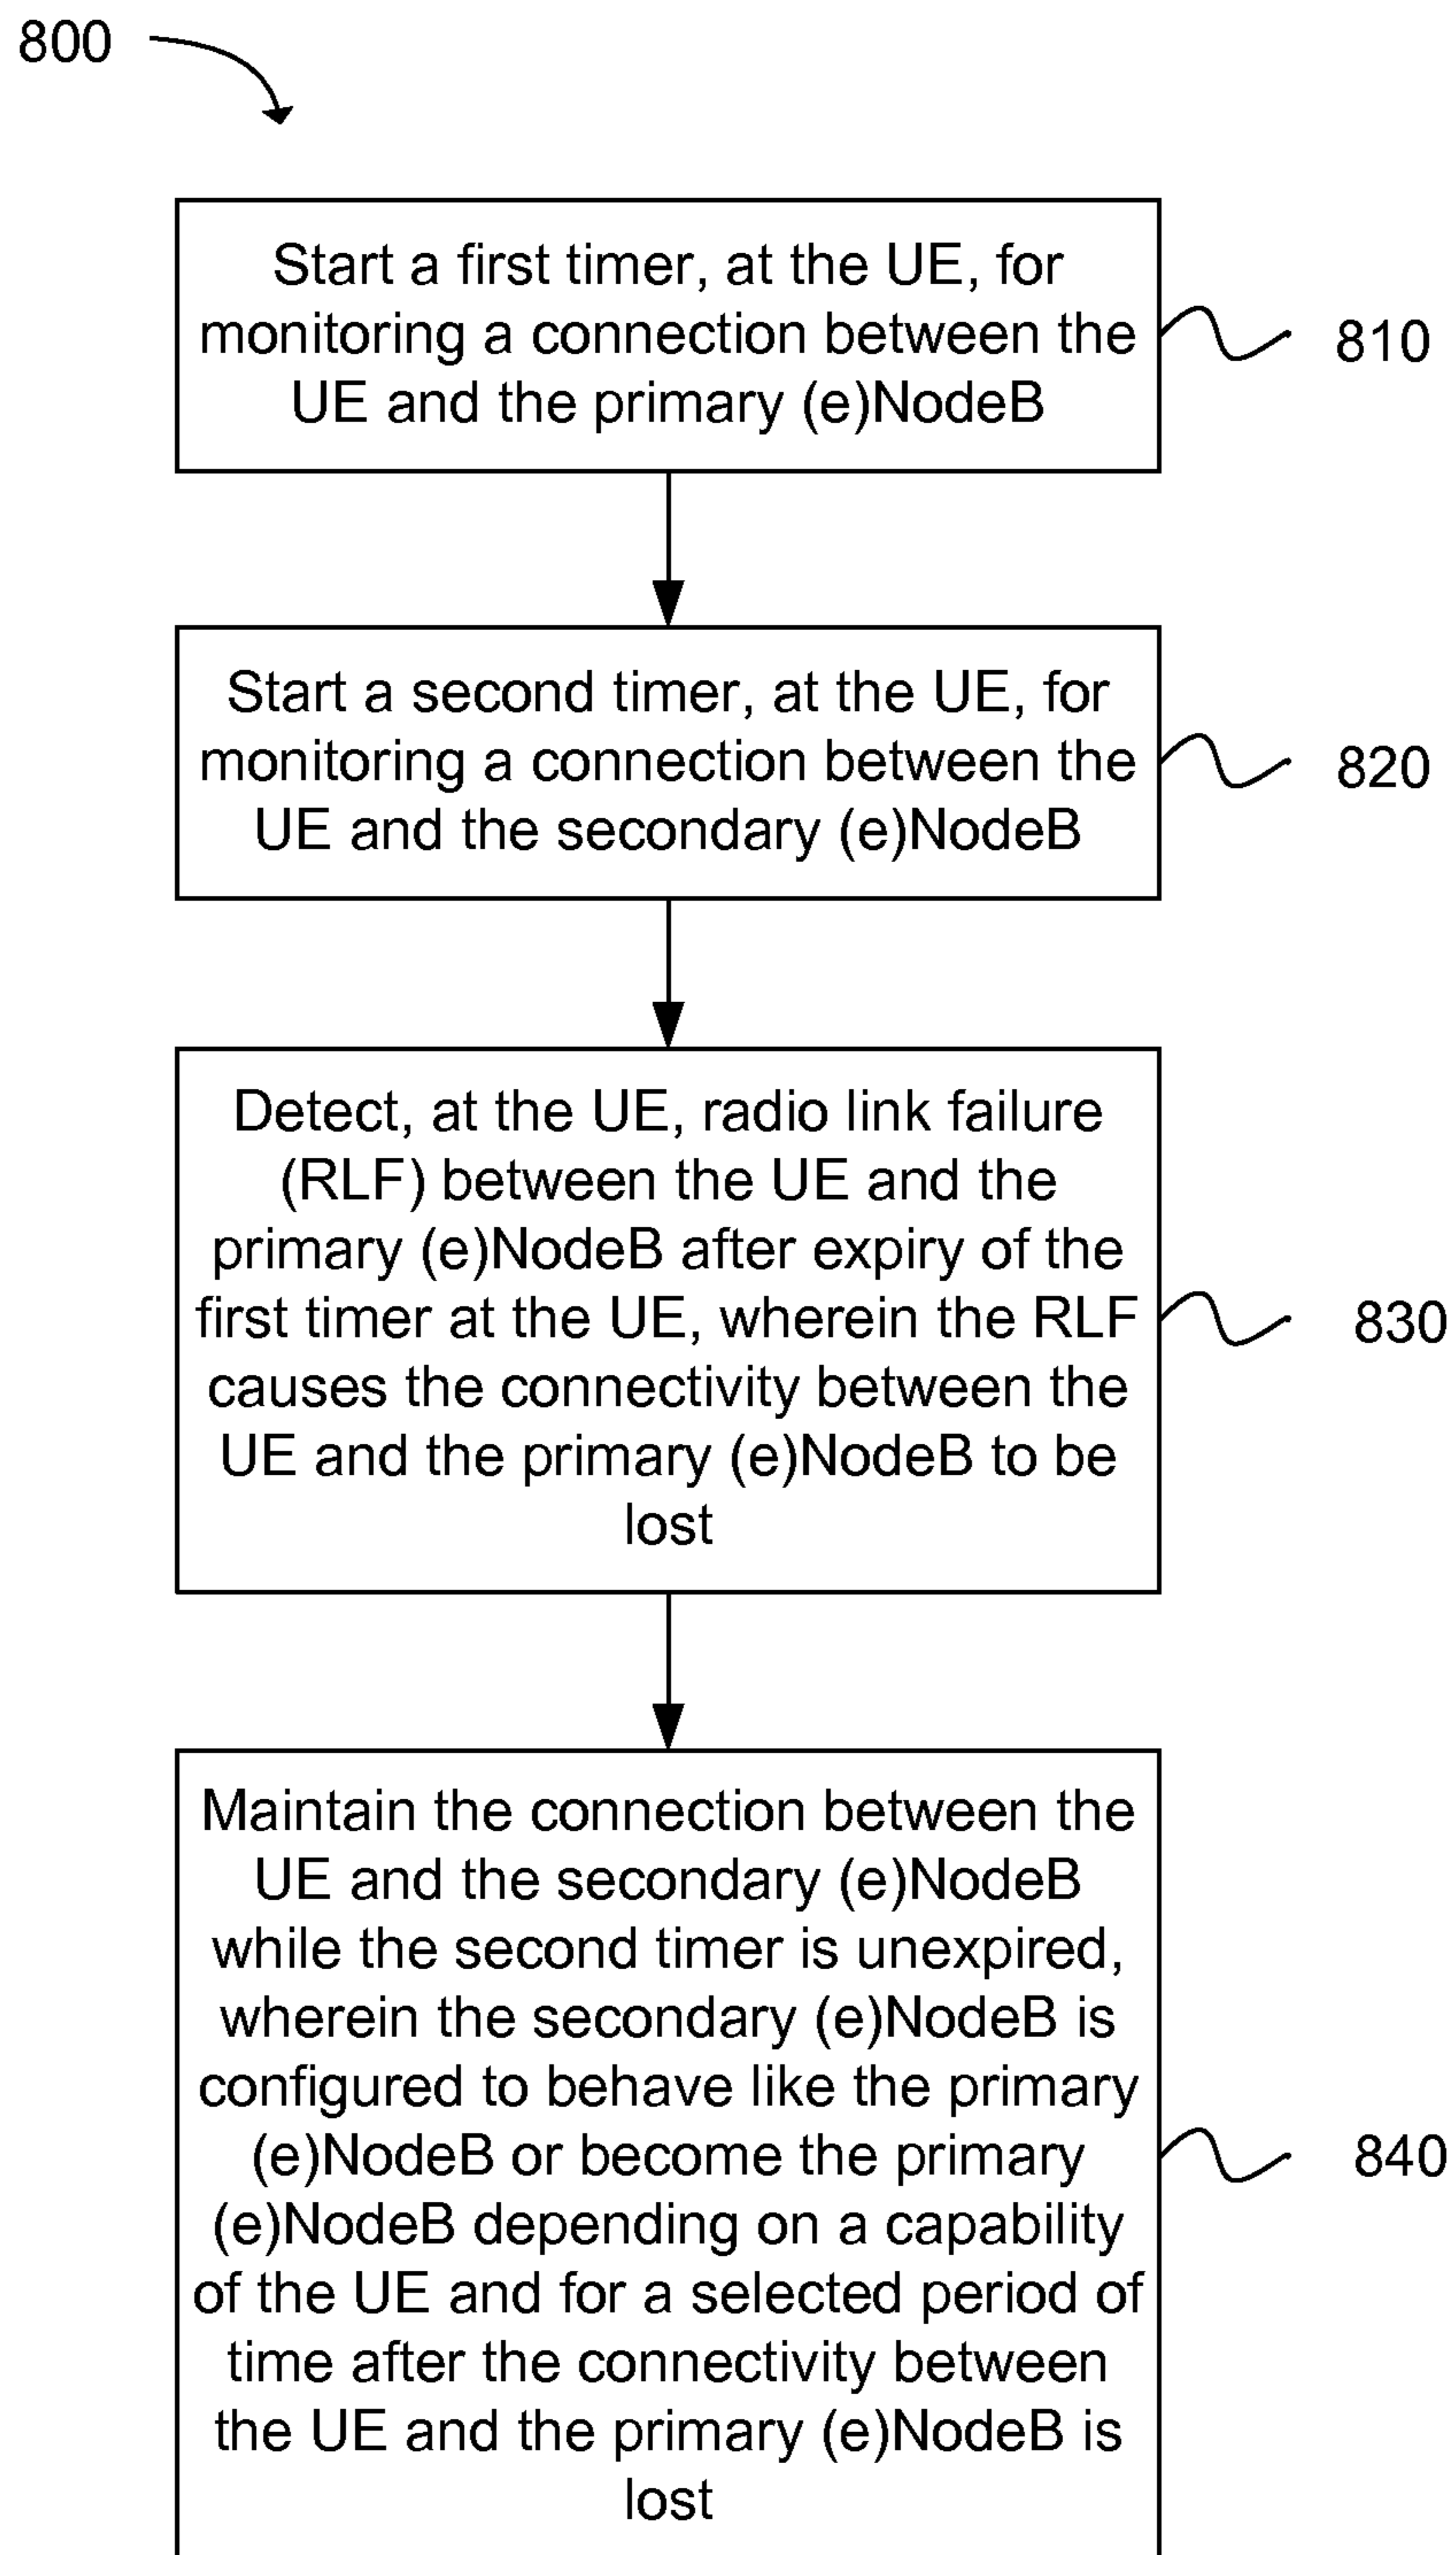 800
Start a first timer, at the UE, for
monitoring a connection between the
UE and the primary (e)NodeB
810
Start a second timer, at the UE, for
monitoring a connection between the
UE and the secondary (e)NodeB
820
Detect, at the UE, radio link failure
(RLF) between the UE and the
primary (e)NodeB after expiry of the
first timer at the UE, wherein the RLF
causes the connectivity between the
UE and the primary (e)NodeB to be
lost
830
Maintain the connection between the
UE and the secondary (e)NodeB
while the second timer is unexpired,
wherein the secondary (e)NodeB is
configured to behave like the primary
(e)NodeB or become the primary
(e)NodeB depending on a capability
of the UE and for a selected period of
time after the connectivity between
the UE and the primary (e)NodeB is
lost
840